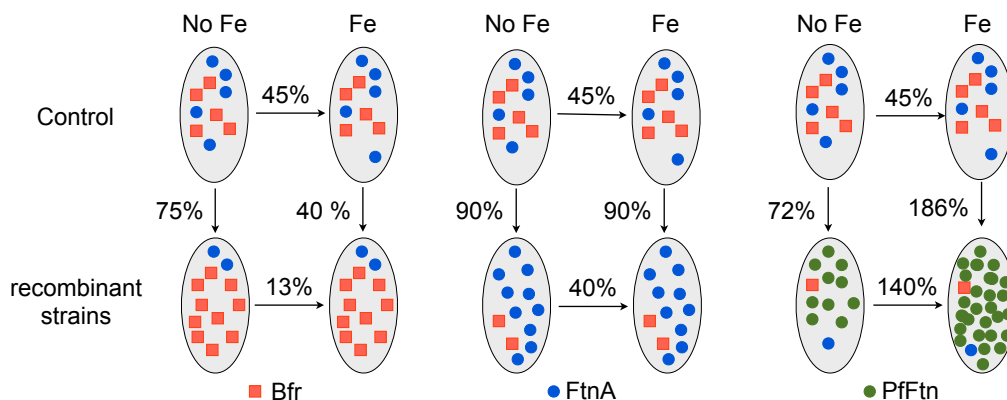 No Fe Fe No Fe Fe No Fe Fe
Control 45% 45% 45%
75% 40 % 90% 90% 72% 186%
recombinant
strains 13% 40% 140%
Bfr FtnA PfFtn